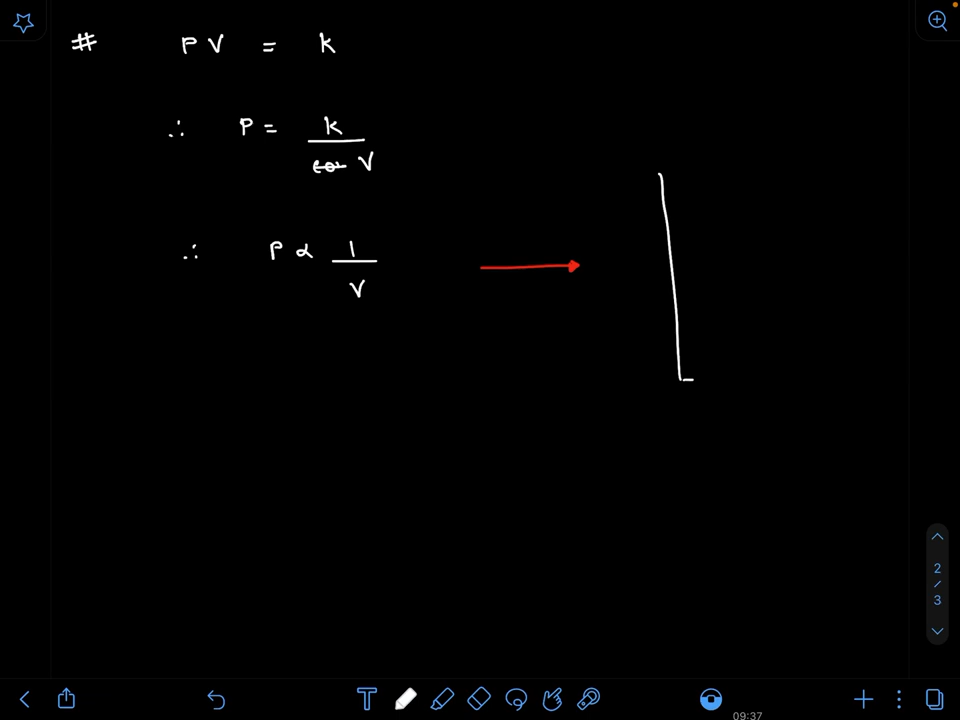 # PV = k
∴ P = k / V
∴ P ∝ 1 / V
2 / 3
T
09:37